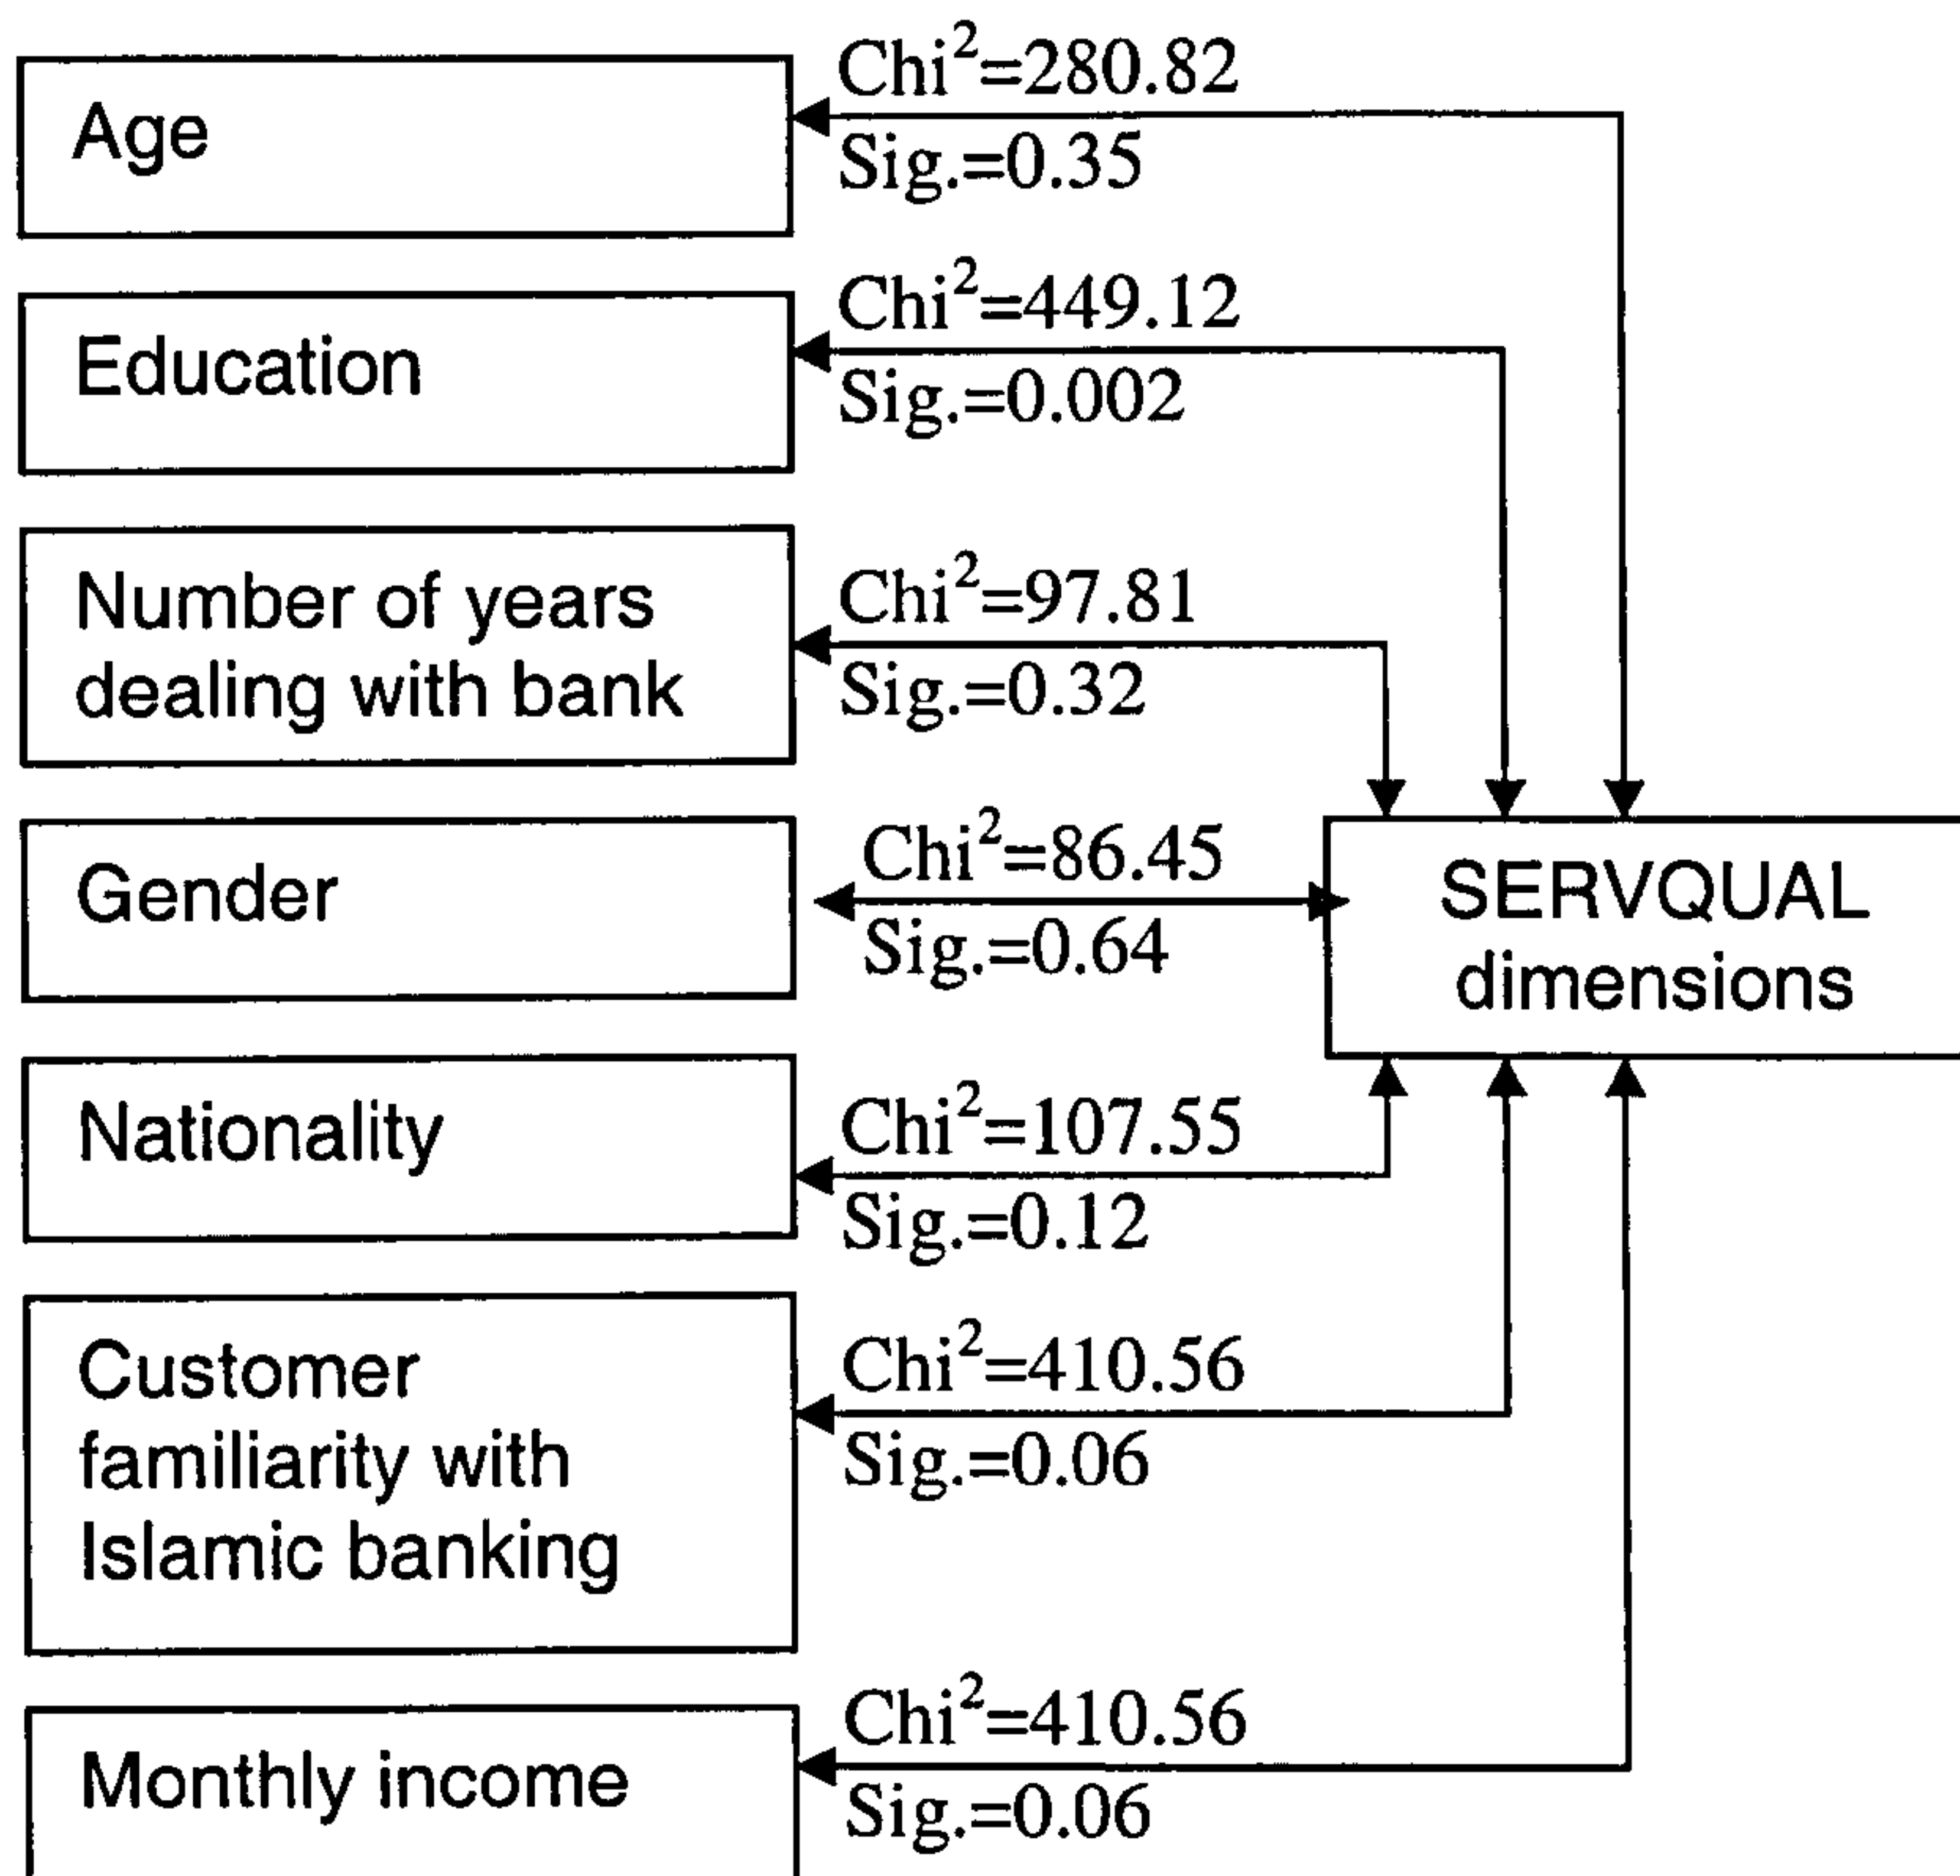 Age
Chi²=280.82
Sig.=0.35
Education
Chi²=449.12
Sig.=0.002
Number of years
dealing with bank
Chi²=97.81
Sig.=0.32
Gender
Chi²=86.45
Sig.=0.64
SERVQUAL
dimensions
Nationality
Chi²=107.55
Sig.=0.12
Customer
familiarity with
Islamic banking
Chi²=410.56
Sig.=0.06
Monthly income
Chi²=410.56
Sig.=0.06